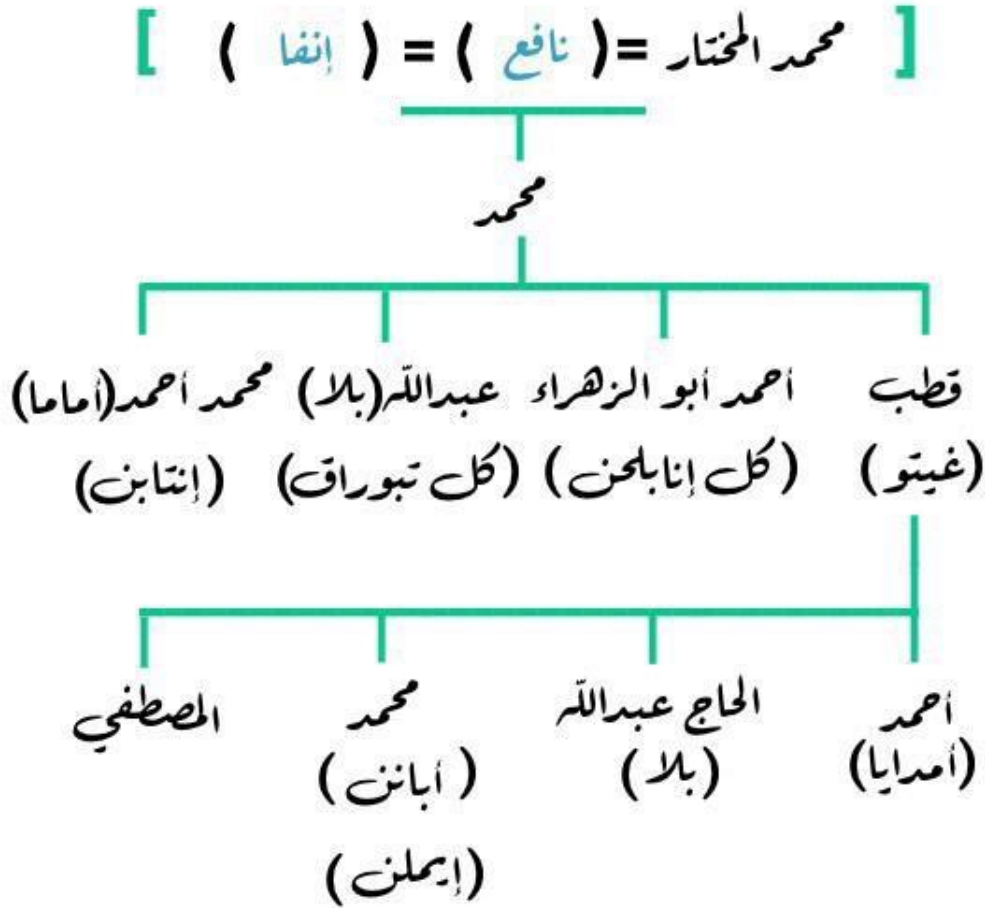 [ محمد المختار =( نافع ) = ( إنفا ) ]
محمد
قطب أحمد أبو الزهراء عبدالله(بلا) محمد أحمد(أماما)
(غيتو) (كل إنابلحن) (كل تبوراق) (إنتابن)
أحمد الحاج عبدالله محمد المصطفي
(أمدايا) (بلا) (أبانن)
(إيملن)